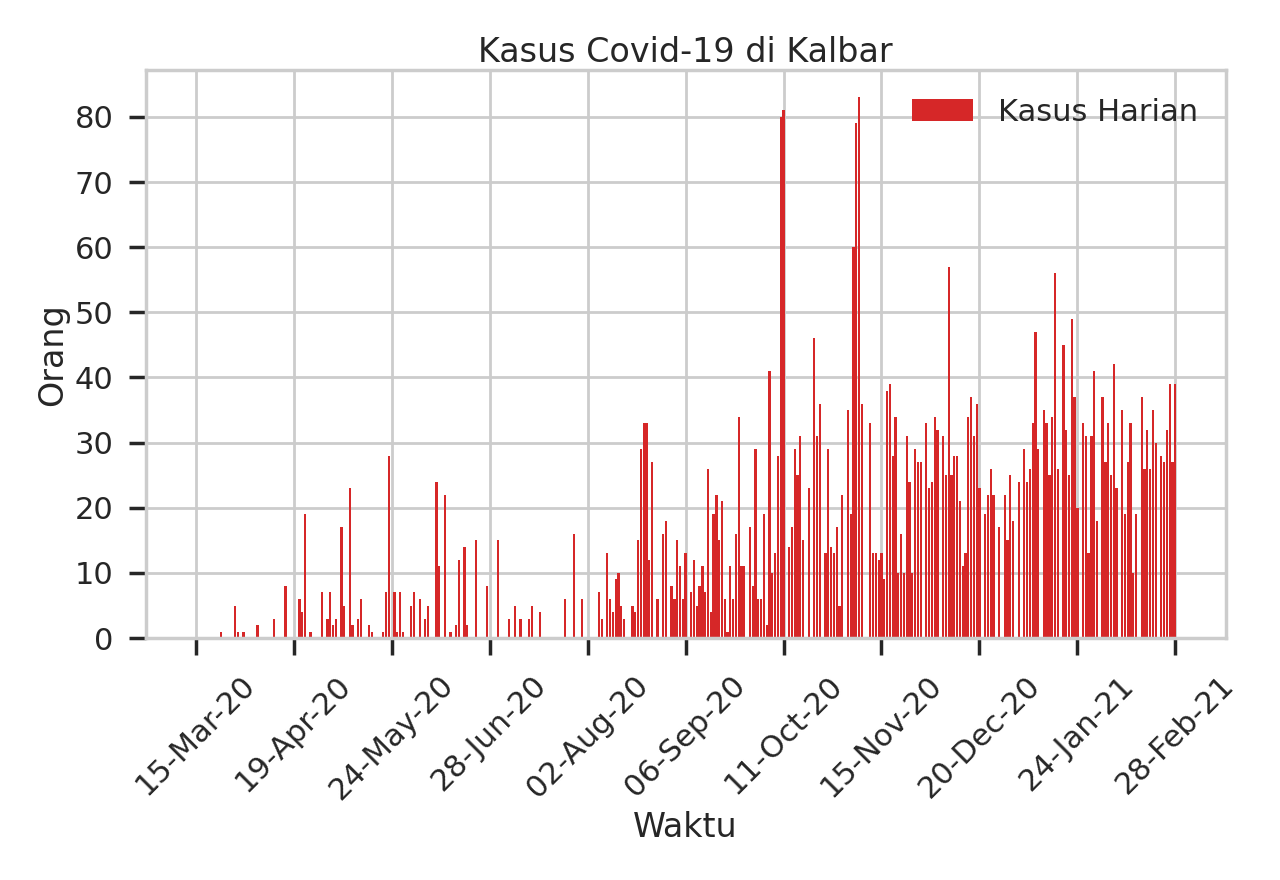 Kasus Covid-19 di Kalbar
Kasus Harian
80
70
60
50
40
30
20
10
0
Orang
15-Mar-20
19-Apr-20
24-May-20
28-Jun-20
02-Aug-20
06-Sep-20
11-Oct-20
15-Nov-20
20-Dec-20
24-Jan-21
28-Feb-21
Waktu